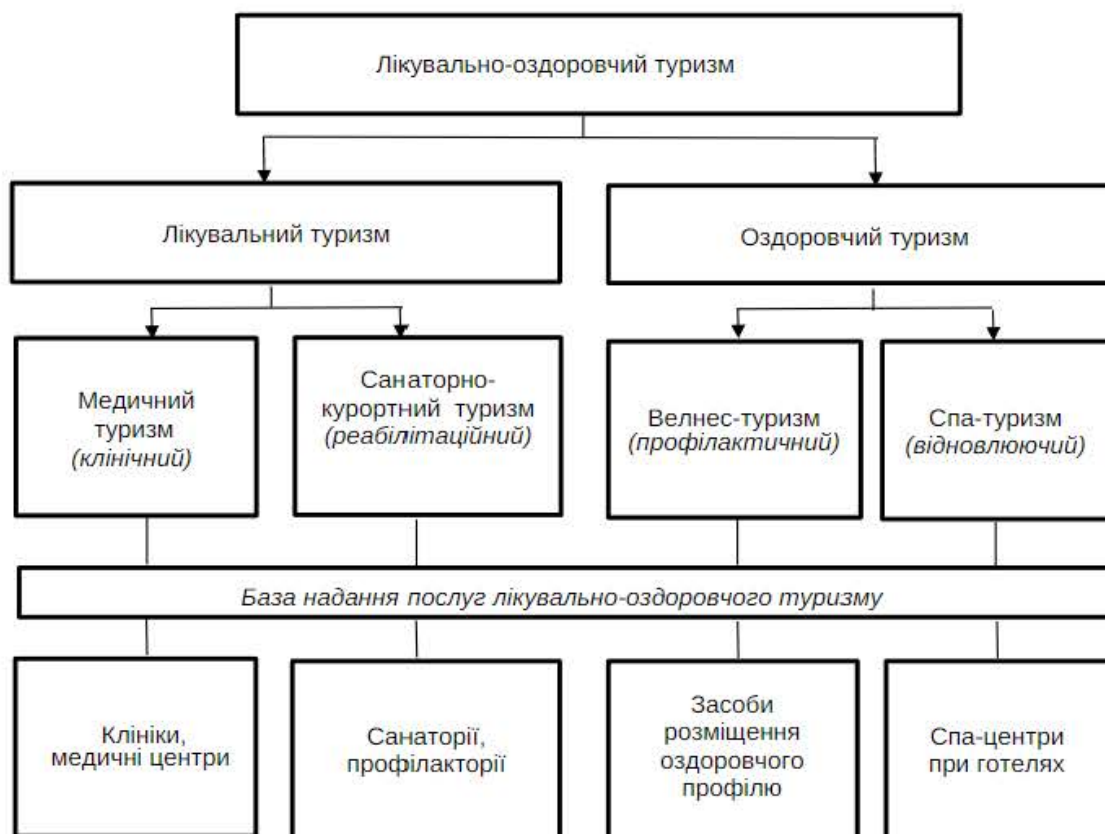 Лікувально-оздоровчий туризм
Лікувальний туризм
Оздоровчий туризм
Медичний
туризм
(клінічний)
Санаторно-
курортний туризм
(реабілітаційний)
Велнес-туризм
(профілактичний)
Спа-туризм
(відновлюючий)
База надання послуг лікувально-оздоровчого туризму
Клініки,
медичні центри
Санаторії,
профілакторії
Засоби
розміщення
оздоровчого
профілю
Спа-центри
при готелях